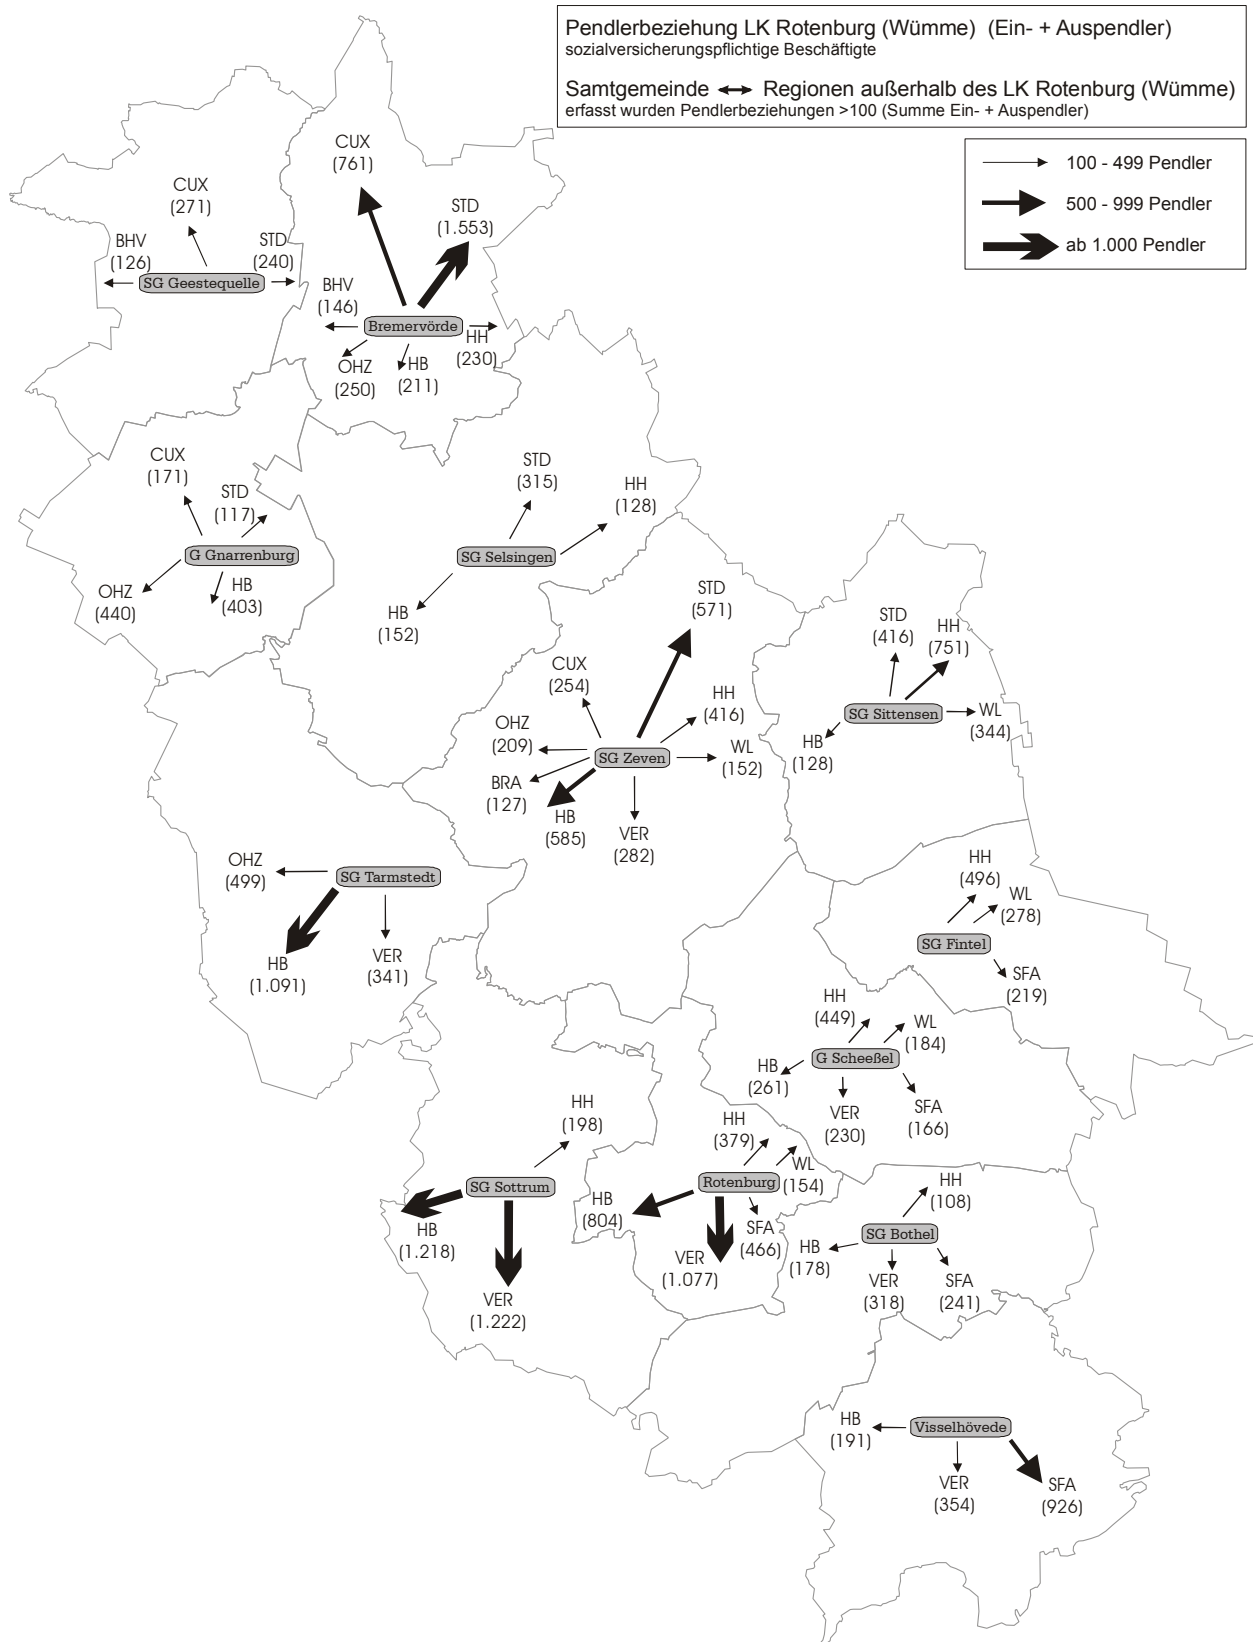 Pendlerbeziehung LK Rotenburg (Wümme) (Ein- + Auspendler)
sozialversicherungspflichtige Beschäftigte
Samtgemeinde ↔ Regionen außerhalb des LK Rotenburg (Wümme)
erfasst wurden Pendlerbeziehungen >100 (Summe Ein- + Auspendler)
100 - 499 Pendler
500 - 999 Pendler
ab 1.000 Pendler
CUX
(271)
BHV
(126)
STD
(240)
SG Geestequelle
CUX
(761)
STD
(1.553)
BHV
(146)
Bremervörde
HH
(230)
OHZ
(250)
HB
(211)
CUX
(171)
STD
(117)
G Gnarrenburg
OHZ
(440)
HB
(403)
STD
(315)
HH
(128)
SG Selsingen
HB
(152)
STD
(571)
CUX
(254)
HH
(416)
OHZ
(209)
SG Zeven
WL
(152)
BRA
(127)
HB
(585)
VER
(282)
STD
(416)
HH
(751)
SG Sittensen
WL
(344)
HB
(128)
OHZ
(499)
SG Tarmstedt
HB
(1.091)
VER
(341)
HH
(496)
WL
(278)
SG Fintel
SFA
(219)
HH
(449)
WL
(184)
G Scheeßel
HB
(261)
VER
(230)
SFA
(166)
HH
(198)
SG Sottrum
HB
(1.218)
VER
(1.222)
HH
(379)
WL
(154)
Rotenburg
HB
(804)
SFA
(466)
VER
(1.077)
HH
(108)
SG Bothel
HB
(178)
VER
(318)
SFA
(241)
HB
(191)
Visselhövede
VER
(354)
SFA
(926)